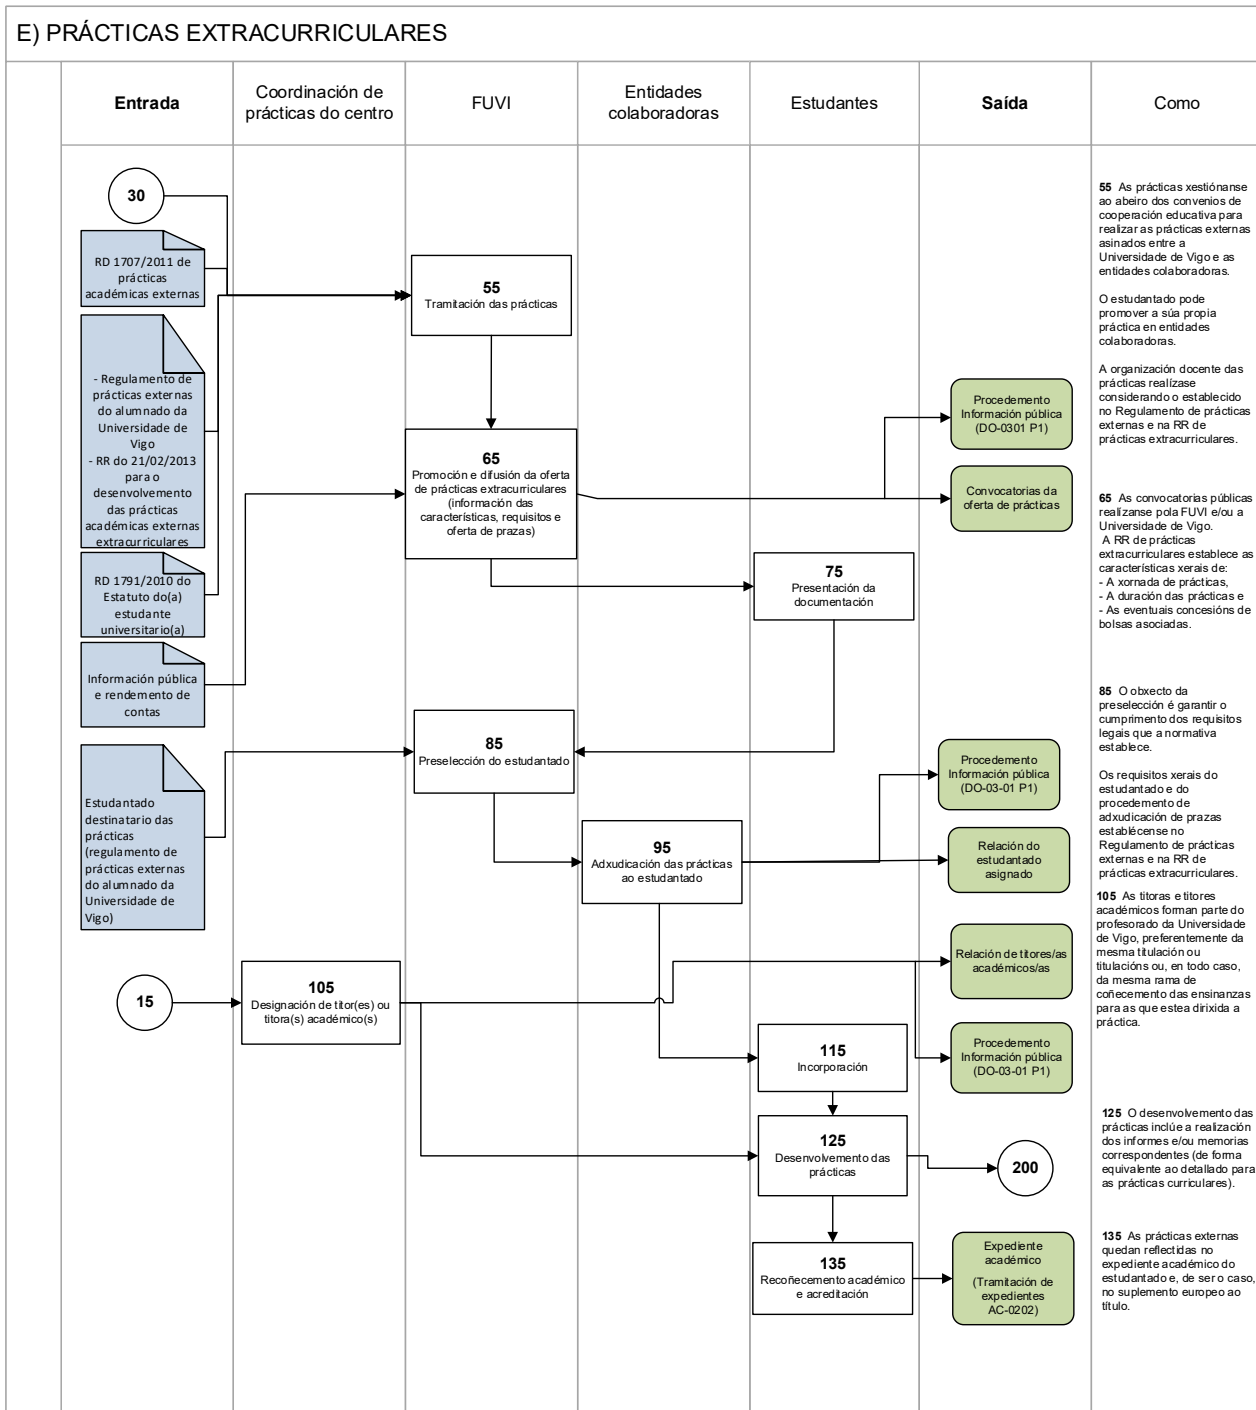 E) PRÁCTICAS EXTRACURRICULARES
Entrada
Coordinación de
prácticas do centro
FUVI
Entidades
colaboradoras
Estudantes
Saída
Como
30
RD 1707/2011 de
prácticas
académicas externas
- Regulamento de
prácticas externas
do alumnado da
Universidade de
Vigo
- RR do 21/02/2013
para o
desenvolvemento
das prácticas
académicas externas
extracurriculares
RD 1791/2010 do
Estatuto do(a)
estudante
universitario(a)
Información pública
e rendemento de
contas
Estudantado
destinatario das
prácticas
(regulamento de
prácticas externas
do alumnado da
Universidade de
Vigo)
15
105
Designación de titor(es) ou
titora(s) académico(s)
55
Tramitación das prácticas
65
Promoción e difusión da oferta
de prácticas extracurriculares
(información das
características, requisitos e
oferta de prazas)
85
Preselección do estudantado
95
Adxudicación das prácticas
ao estudantado
75
Presentación da
documentación
115
Incorporación
125
Desenvolvemento das
prácticas
135
Recoñecemento académico
e acreditación
Procedemento
Información pública
(DO-0301 P1)
Convocatorias da
oferta de prácticas
Procedemento
Información pública
(DO-03-01 P1)
Relación do
estudantado
asignado
Relación de titores/as
académicos/as
Procedemento
Información pública
(DO-03-01 P1)
200
Expediente
académico
(Tramitación de
expedientes
AC-0202)
55 As prácticas xestiónanse
ao abeiro dos convenios de
cooperación educativa para
realizar as prácticas externas
asinados entre a
Universidade de Vigo e as
entidades colaboradoras.
O estudantado pode
promover a súa propia
práctica en entidades
colaboradoras.
A organización docente das
prácticas realízase
considerando o establecido
no Regulamento de prácticas
externas e na RR de
prácticas extracurriculares.
65 As convocatorias públicas
realízanse pola FUVI e/ou a
Universidade de Vigo.
A RR de prácticas
extracurriculares establece as
características xerais de:
- A xornada de prácticas,
- A duración das prácticas e
- As eventuais concesións de
bolsas asociadas.
85 O obxecto da
preselección é garantir o
cumprimento dos requisitos
legais que a normativa
establece.
Os requisitos xerais do
estudantado e do
procedemento de
adxudicación de prazas
establécense no
Regulamento de prácticas
externas e na RR de
prácticas extracurriculares.
105 As titoras e titores
académicos forman parte do
profesorado da Universidade
de Vigo, preferentemente da
mesma titulación ou
titulacións ou, en todo caso,
da mesma rama de
coñecemento das ensinanzas
para as que estea dirixida a
práctica.
125 O desenvolvemento das
prácticas inclúe a realización
dos informes e/ou memorias
correspondentes (de forma
equivalente ao detallado para
as prácticas curriculares).
135 As prácticas externas
quedan reflectidas no
expediente académico do
estudantado e, de ser o caso,
no suplemento europeo ao
título.